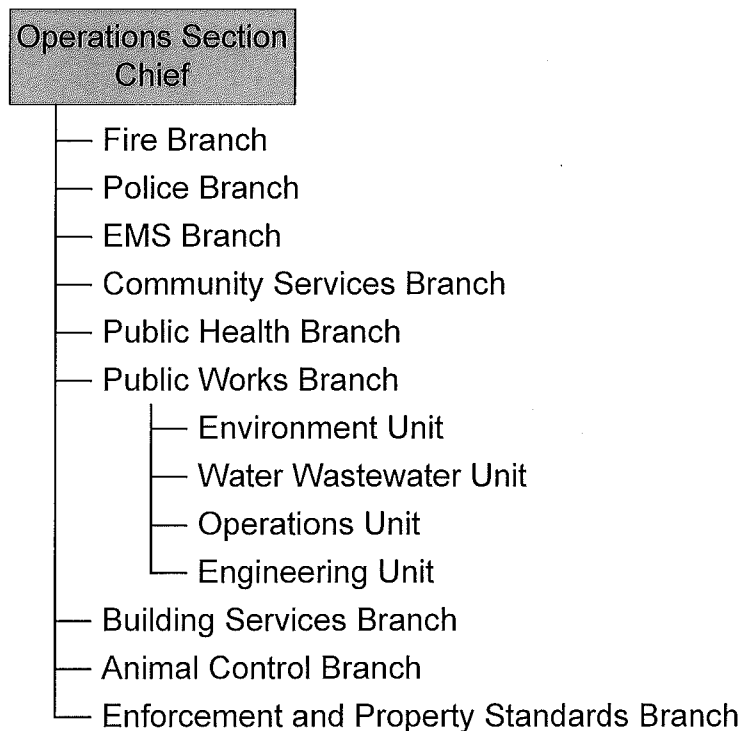 Operations Section
Chief
Fire Branch
Police Branch
EMS Branch
Community Services Branch
Public Health Branch
Public Works Branch
Environment Unit
Water Wastewater Unit
Operations Unit
Engineering Unit
Building Services Branch
Animal Control Branch
Enforcement and Property Standards Branch